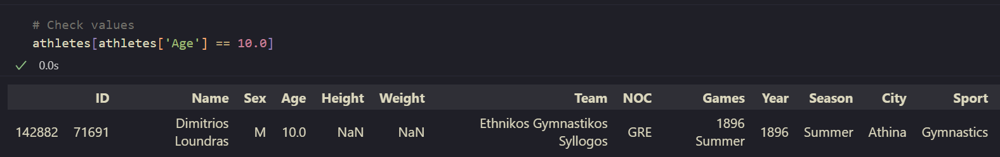 # Check values
athletes[athletes['Age'] == 10.0]
0.0s
ID Name Sex Age Height Weight Team NOC Games Year Season City Sport
Dimitrios Ethnikos Gymnastikos 1896
142882 71691 M 10.0 NaN NaN GRE 1896 Summer Athina Gymnastics
Loundras Syllogos Summer